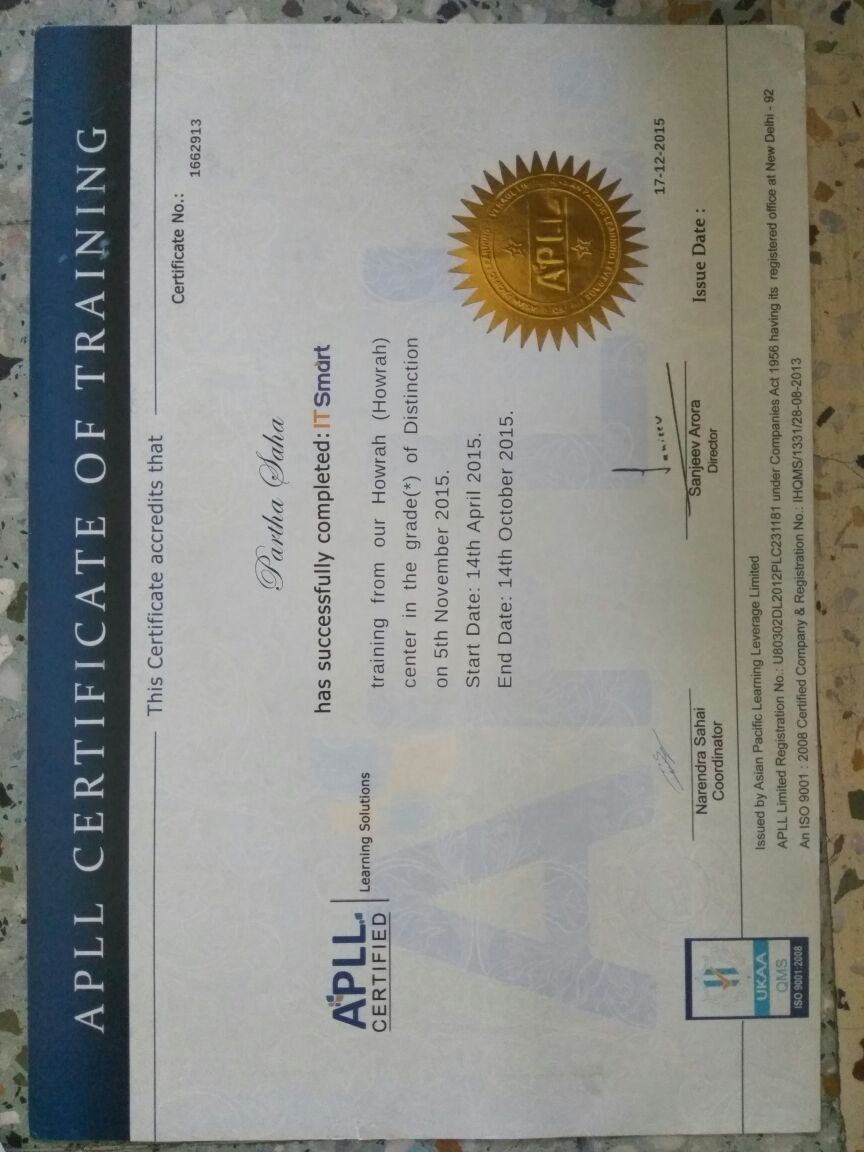 APLL CERTIFICATE OF TRAINING
This Certificate accredits that
Certificate No.:
1662913
Partha Saha
APLL
CERTIFIED
Learning Solutions
has successfully completed: IT Smart
training from our Howrah (Howrah)
center in the grade(*) of Distinction
on 5th November 2015.
Start Date: 14th April 2015.
End Date: 14th October 2015.
APLL
17-12-2015
Issue Date :
Narendra Sahai
Coordinator
Sanjeev Arora
Director
UKAA
QMS
ISO 9001:2008
Issued by Asian Pacific Learning Leverage Limited
APLL Limited Registration No.: U80302DL2012PLC231181 under Companies Act 1956 having its registered office at New Delhi - 92
An ISO 9001 : 2008 Certified Company & Registration No.: IHQMS/1331/28-08-2013